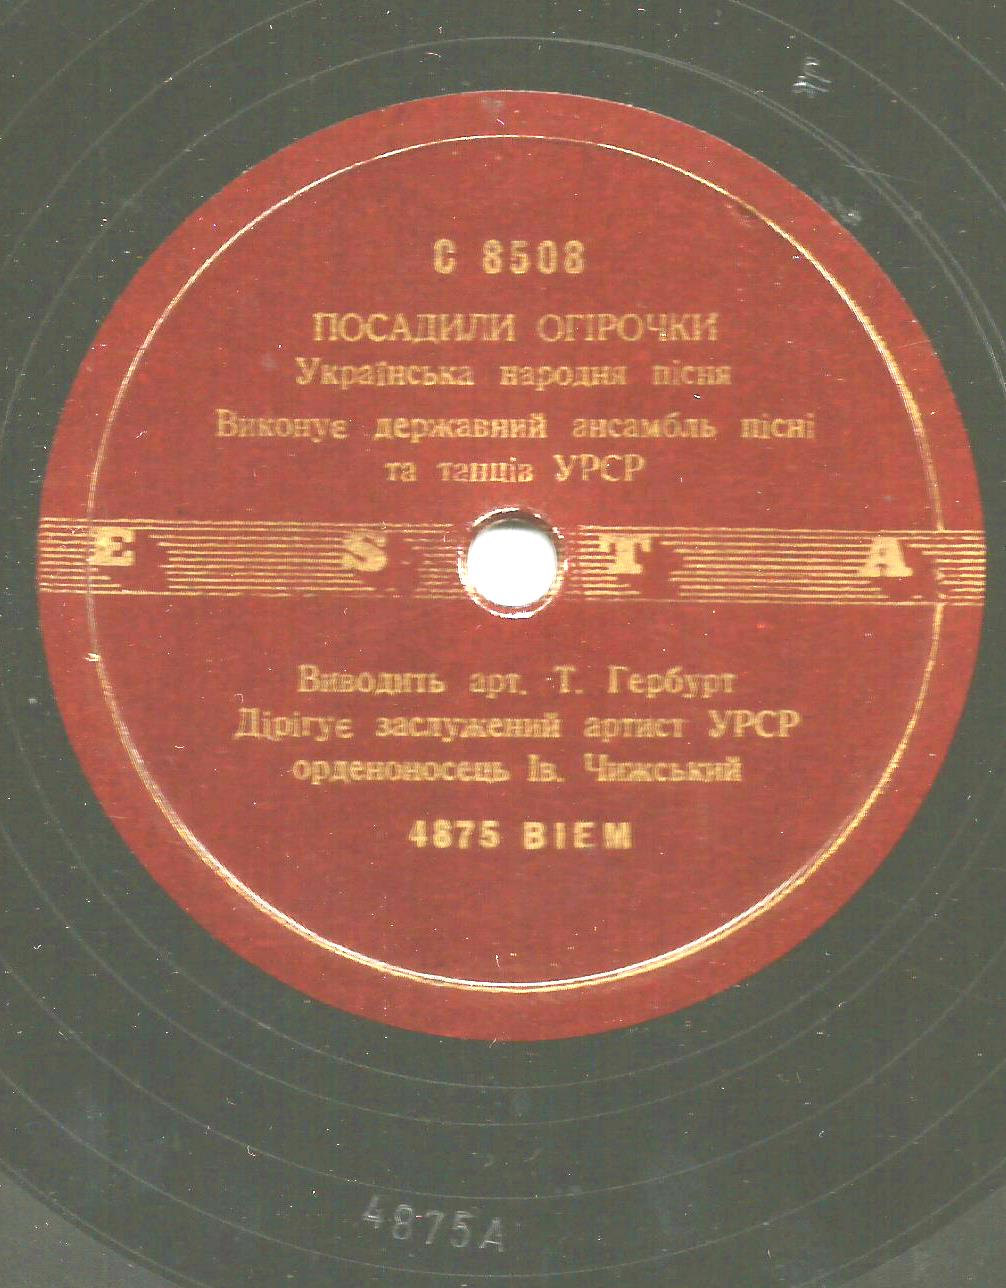 С 8508
ПОСАДИЛИ ОГІРОЧКИ
Українська народня пісня
Виконує державний ансамбль пісні
та танців УРСР
ESTA
Виводить арт. Т. Гербурт
Дірігує заслужений артист УРСР
орденоносець Ів. Чижський
4875 BIEM
4875A